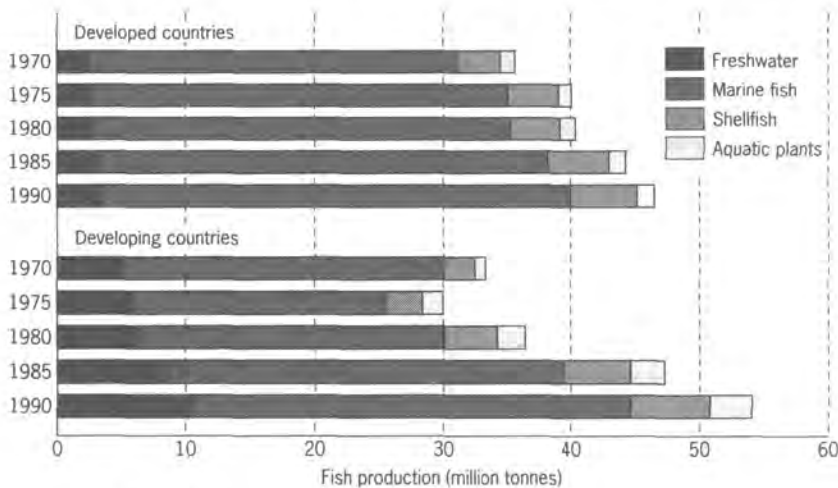 Developed countries
1970
1975
1980
1985
1990
Freshwater
Marine fish
Shellfish
Aquatic plants
Developing countries
1970
1975
1980
1985
1990
0 10 20 30 40 50 60
Fish production (million tonnes)